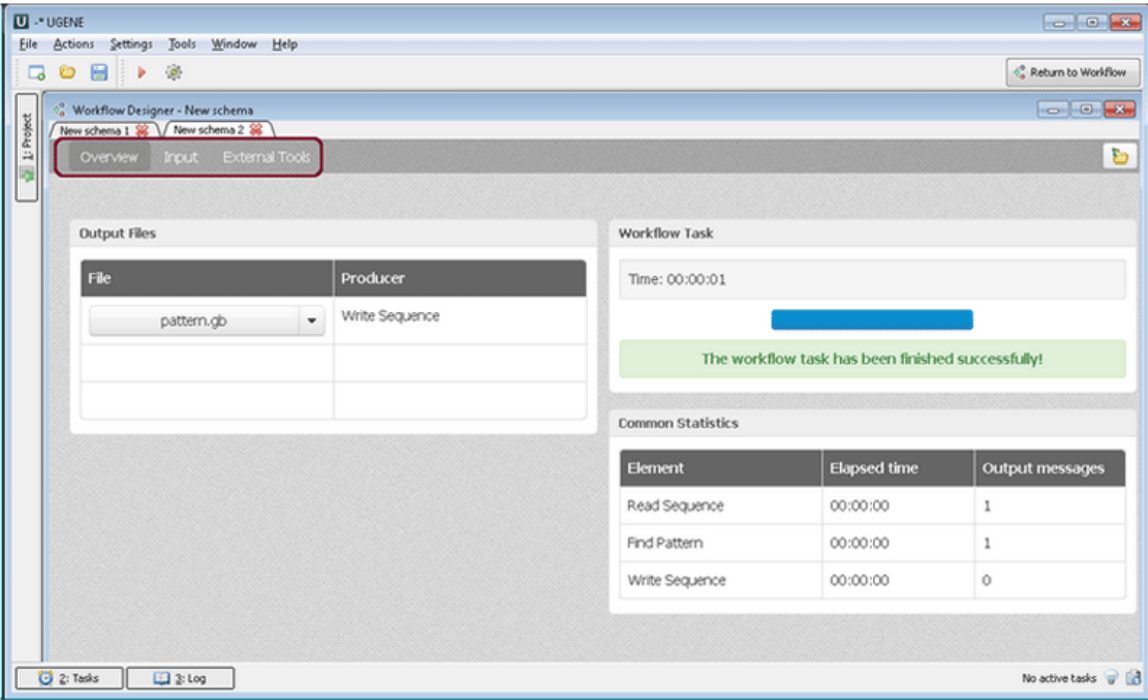 U -* UGENE
File Actions Settings Tools Window Help
Return to Workflow
1: Project
Workflow Designer - New schema
New schema 1 New schema 2
Overview Input External Tools
Output Files
File Producer
pattern.gb Write Sequence
Workflow Task
Time: 00:00:01
The workflow task has been finished successfully!
Common Statistics
Element Elapsed time Output messages
Read Sequence 00:00:00 1
Find Pattern 00:00:00 1
Write Sequence 00:00:00 0
2: Tasks 3: Log No active tasks